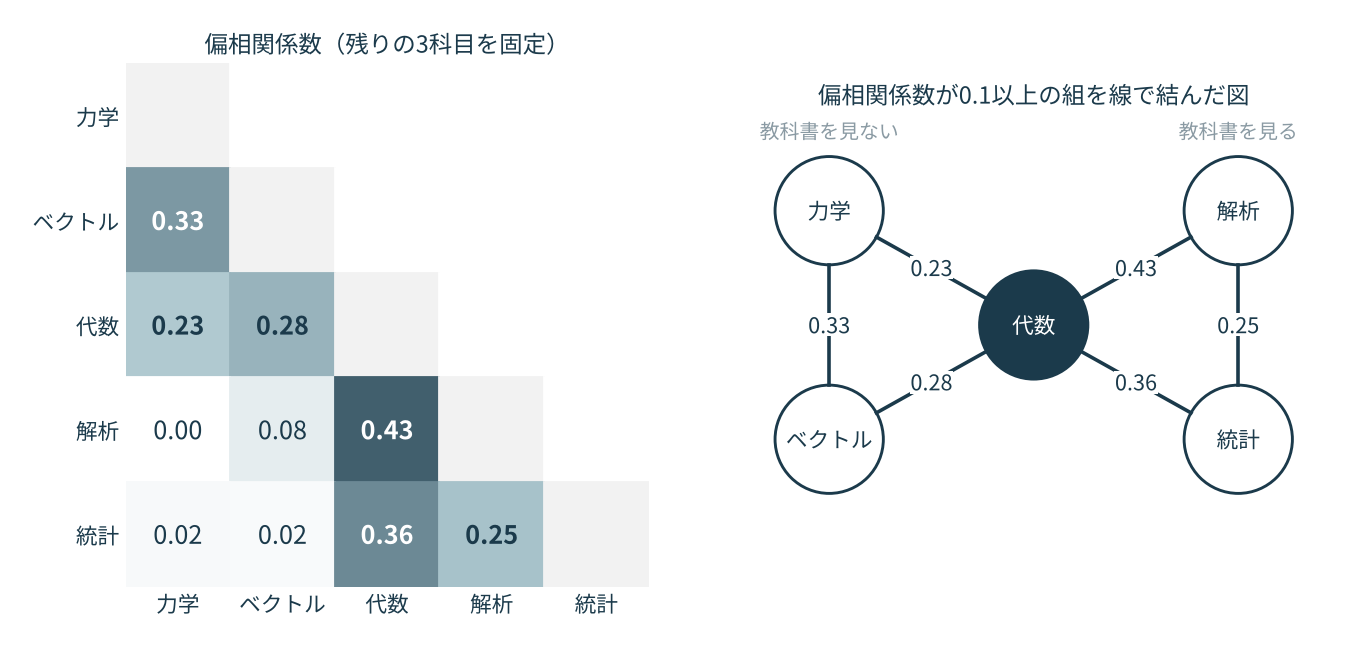 偏相関係数（残りの3科目を固定）
力学
ベクトル 0.33
代数 0.23 0.28
解析 0.00 0.08 0.43
統計 0.02 0.02 0.36 0.25
力学 ベクトル 代数 解析 統計
偏相関係数が0.1以上の組を線で結んだ図
教科書を見ない 教科書を見る
力学 解析
0.23 0.43
0.33 代数 0.25
0.28 0.36
ベクトル 統計